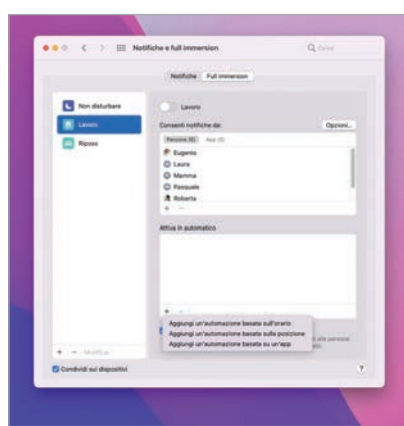 Notifiche e full immersion
Cerca
Notifiche Full immersion
Non disturbare
Lavoro
Riposo
Lavoro
Consenti notifiche da:
Opzioni...
Persone (6) App (0)
Eugenio
Laura
Mamma
Pasquale
Roberta
+ −
Attiva in automatico
+ −
Aggiungi un'automazione basata sull'orario
Aggiungi un'automazione basata sulla posizione
Aggiungi un'automazione basata su un'app
alle persone
+ − Modifica
Condividi sui dispositivi
?